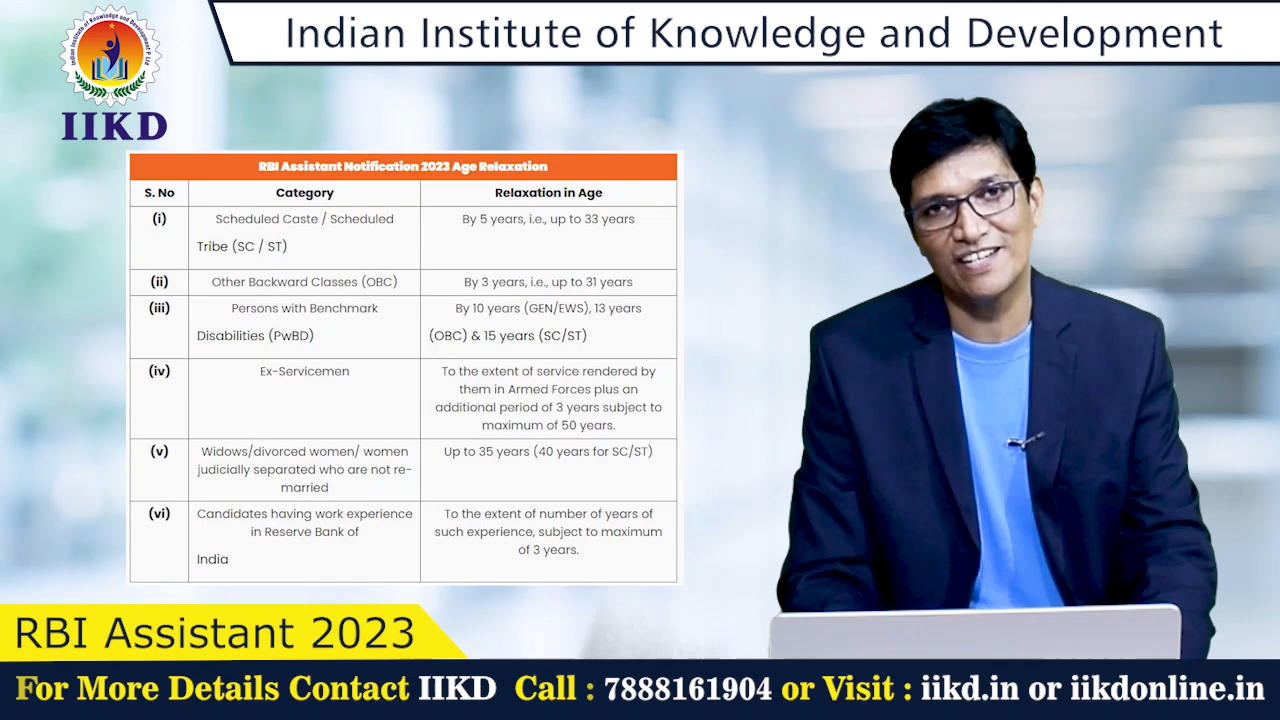 Indian Institute of Knowledge and Development P Ltd
IIKD
Indian Institute of Knowledge and Development
RBI Assistant Notification 2023 Age Relaxation
S. No Category Relaxation in Age
(i) Scheduled Caste / Scheduled By 5 years, i.e., up to 33 years
Tribe (SC / ST)
(ii) Other Backward Classes (OBC) By 3 years, i.e., up to 31 years
(iii) Persons with Benchmark By 10 years (GEN/EWS), 13 years
Disabilities (PwBD) (OBC) & 15 years (SC/ST)
(iv) Ex-Servicemen To the extent of service rendered by
them in Armed Forces plus an
additional period of 3 years subject to
maximum of 50 years.
(v) Widows/divorced women/ women Up to 35 years (40 years for SC/ST)
judicially separated who are not re-
married
(vi) Candidates having work experience To the extent of number of years of
in Reserve Bank of such experience, subject to maximum
of 3 years.
India
RBI Assistant 2023
For More Details Contact IIKD Call : 7888161904 or Visit : iikd.in or iikdonline.in